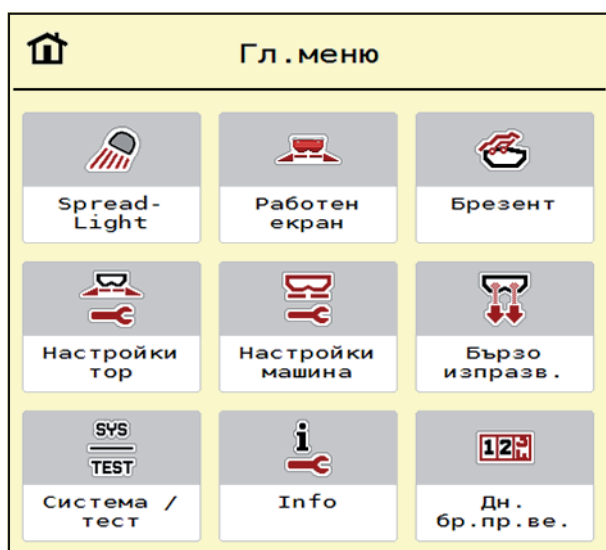 Гл.меню
Spread-
Light
Работен
екран
Брезент
Настройки
тор
Настройки
машина
Бързо
изпразв.
SYS
TEST
Система /
тест
Info
123
Дн.
бр.пр.ве.